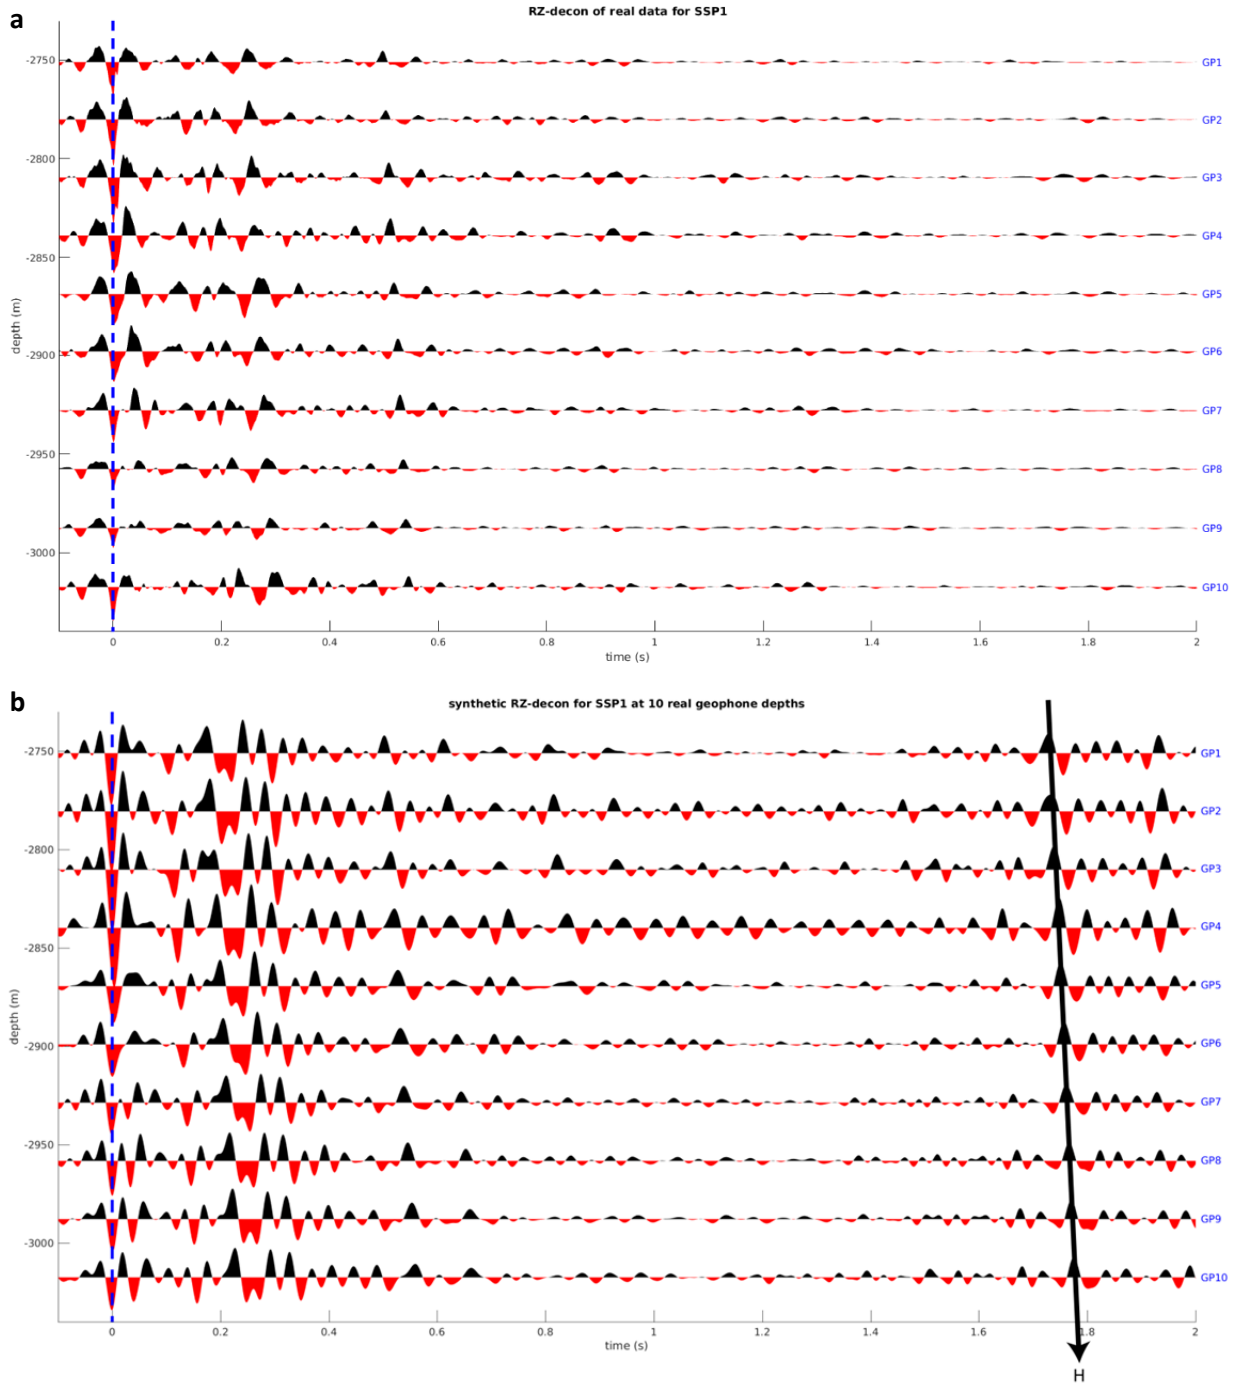 a
RZ-decon of real data for SSP1
-2750
GP1
GP2
-2800
GP3
GP4
-2850
GP5
depth (m)
-2900
GP6
GP7
-2950
GP8
GP9
-3000
GP10
0 0.2 0.4 0.6 0.8 1 1.2 1.4 1.6 1.8 2
time (s)
b
synthetic RZ-decon for SSP1 at 10 real geophone depths
-2750
GP1
GP2
-2800
GP3
GP4
-2850
GP5
depth (m)
-2900
GP6
GP7
-2950
GP8
GP9
-3000
GP10
0 0.2 0.4 0.6 0.8 1 1.2 1.4 1.6 1.8 2
time (s)
H